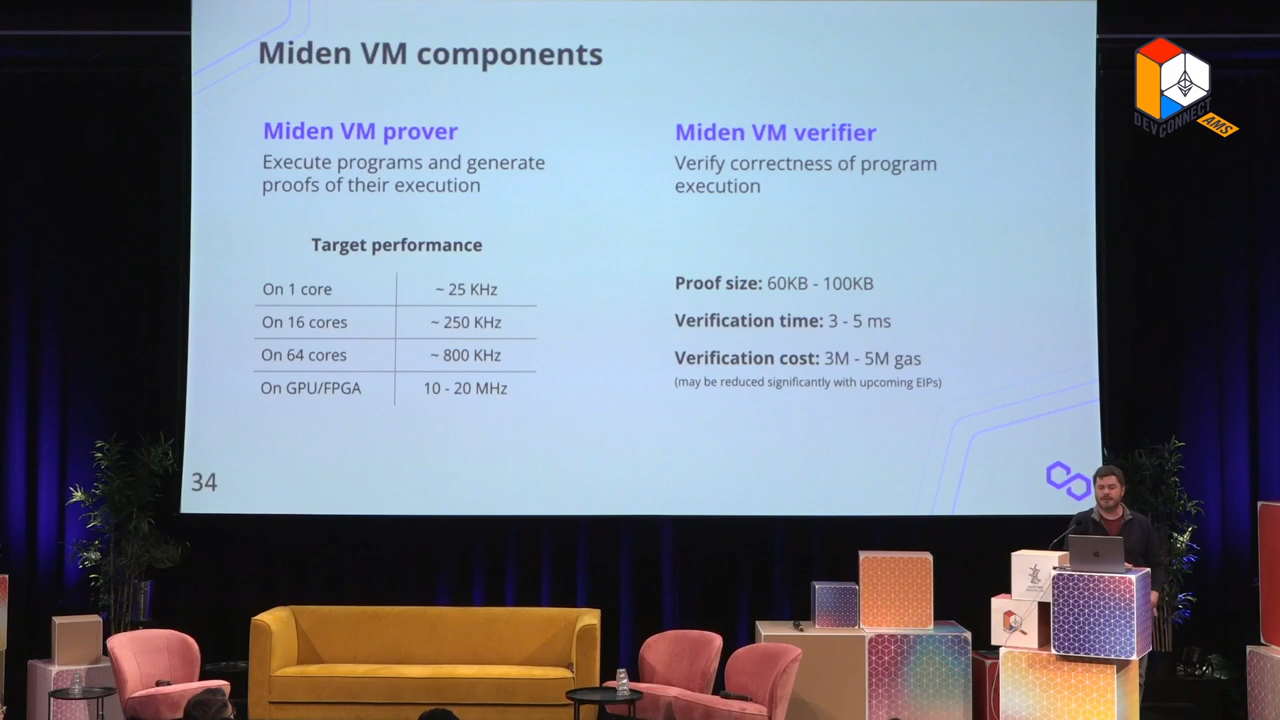 Miden VM components
Miden VM prover
Execute programs and generate
proofs of their execution
Target performance
On 1 core ~ 25 KHz
On 16 cores ~ 250 KHz
On 64 cores ~ 800 KHz
On GPU/FPGA 10 - 20 MHz
Miden VM verifier
Verify correctness of program
execution
Proof size: 60KB - 100KB
Verification time: 3 - 5 ms
Verification cost: 3M - 5M gas
(may be reduced significantly with upcoming EIPs)
34
DEVCONNECT
AMS